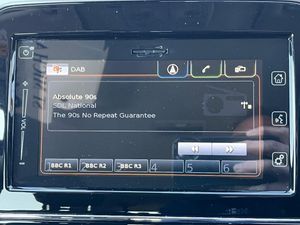 DAB
Absolute 90s
SDL National
The 90s No Repeat Guarantee
VOL
BBC R1 BBC R2 BBC R3 4 5 6